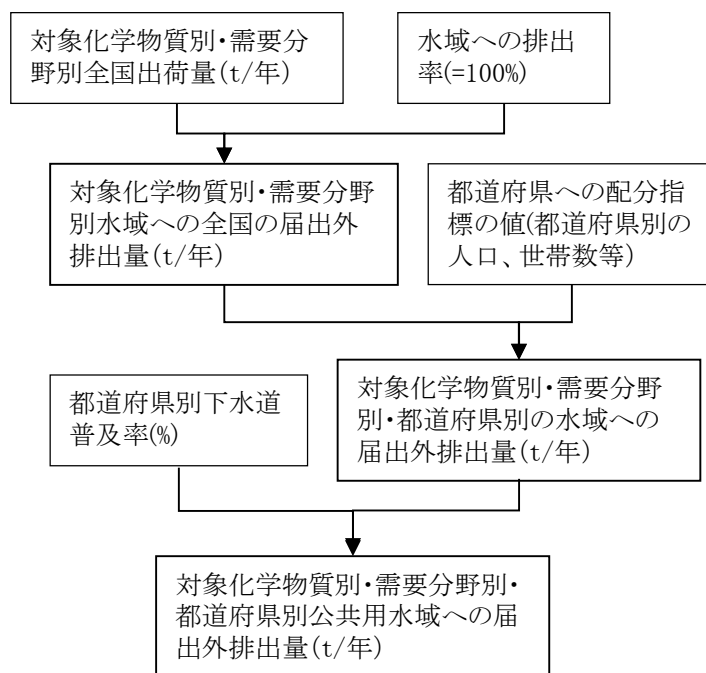 対象化学物質別・需要分
野別全国出荷量(t/年)
水域への排出
率(=100%)
対象化学物質別・需要分野
別水域への全国の届出外
排出量(t/年)
都道府県への配分指
標の値(都道府県別の
人口、世帯数等)
都道府県別下水道
普及率(%)
対象化学物質別・需要分野
別・都道府県別の水域への
届出外排出量(t/年)
対象化学物質別・需要分野別・
都道府県別公共用水域への届
出外排出量(t/年)